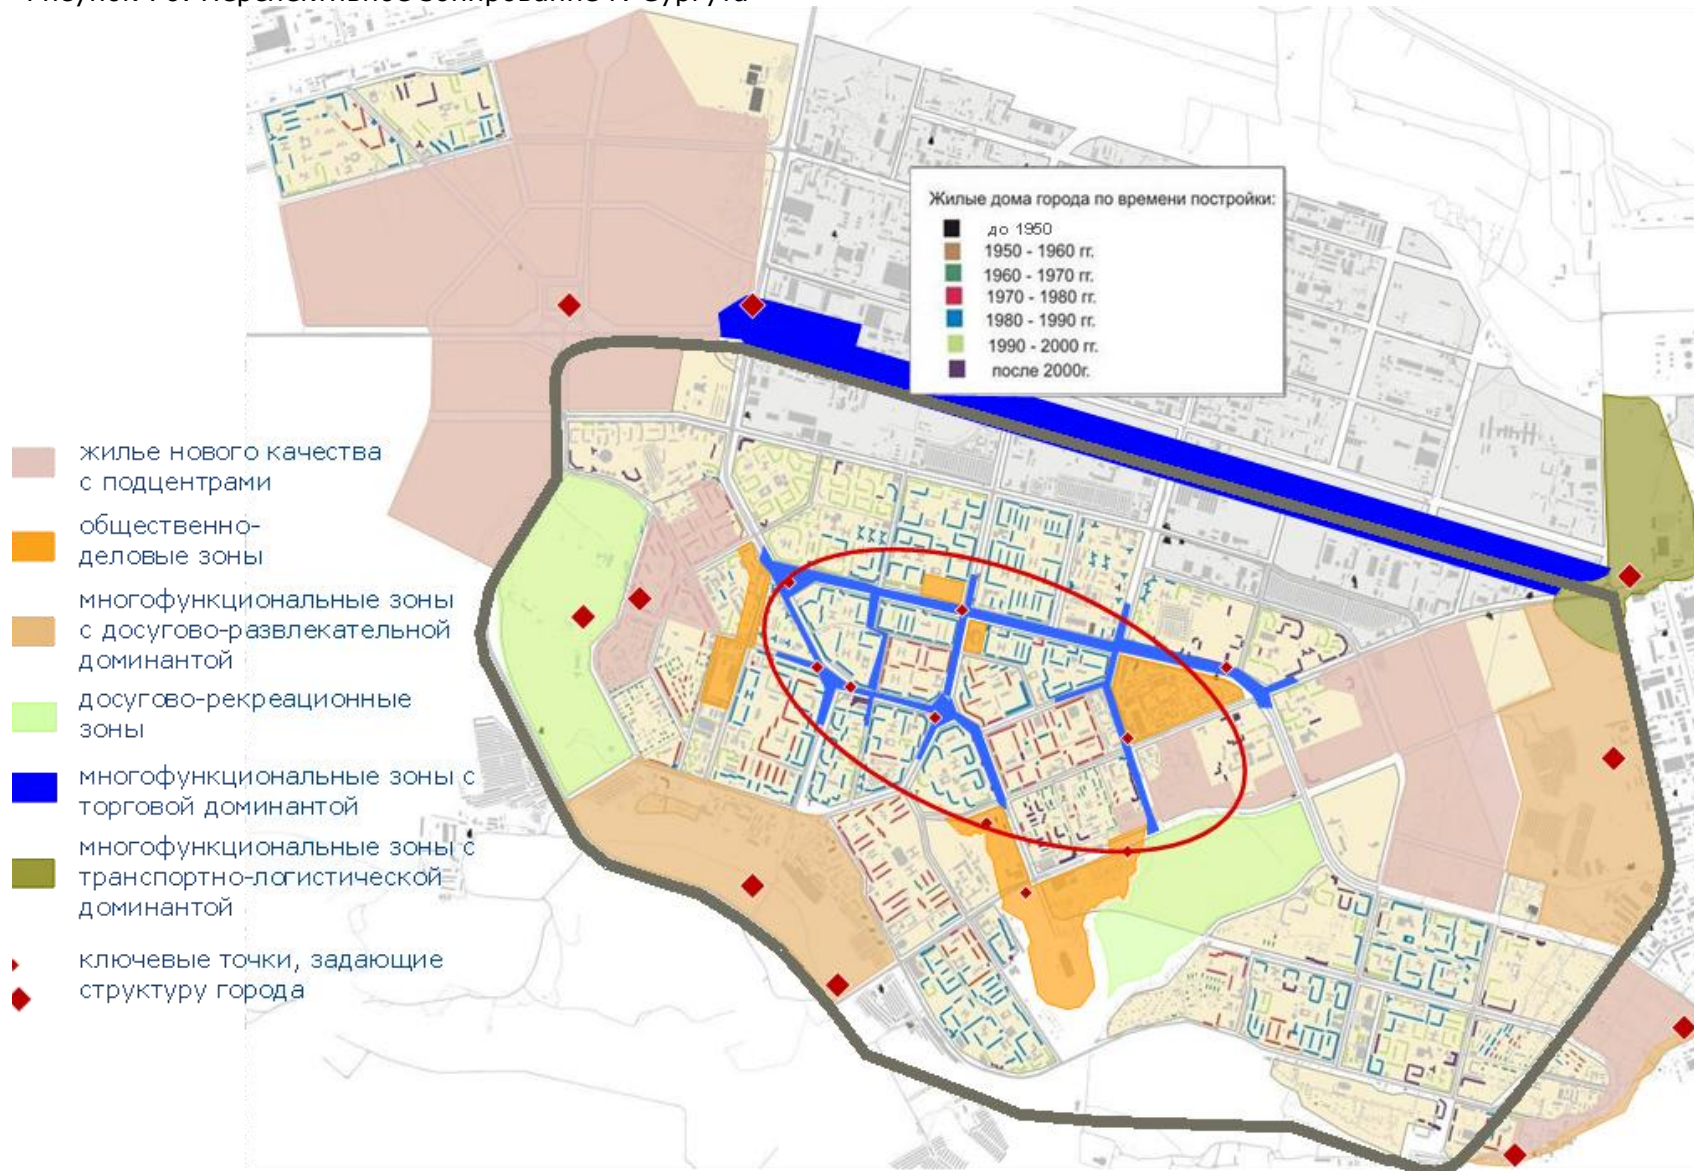 Жилые дома города по времени постройки:
до 1950
1950 - 1960 гг.
1960 - 1970 гг.
1970 - 1980 гг.
1980 - 1990 гг.
1990 - 2000 гг.
после 2000г.
жилье нового качества
с подцентрами
общественно-
деловые зоны
многофункциональные зоны
с досугово-развлекательной
доминантой
досугово-рекреационные
зоны
многофункциональные зоны с
торговой доминантой
многофункциональные зоны с
транспортно-логистической
доминантой
ключевые точки, задающие
структуру города